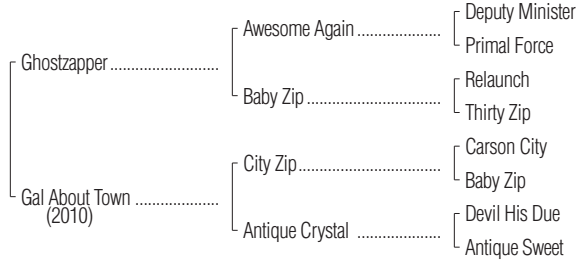 Deputy Minister
Awesome Again ....................
Primal Force
Ghostzapper ..........................
Relaunch
Baby Zip ................................
Thirty Zip
Carson City
City Zip..................................
Baby Zip
Gal About Town ....................
(2010)
Devil His Due
Antique Crystal ....................
Antique Sweet